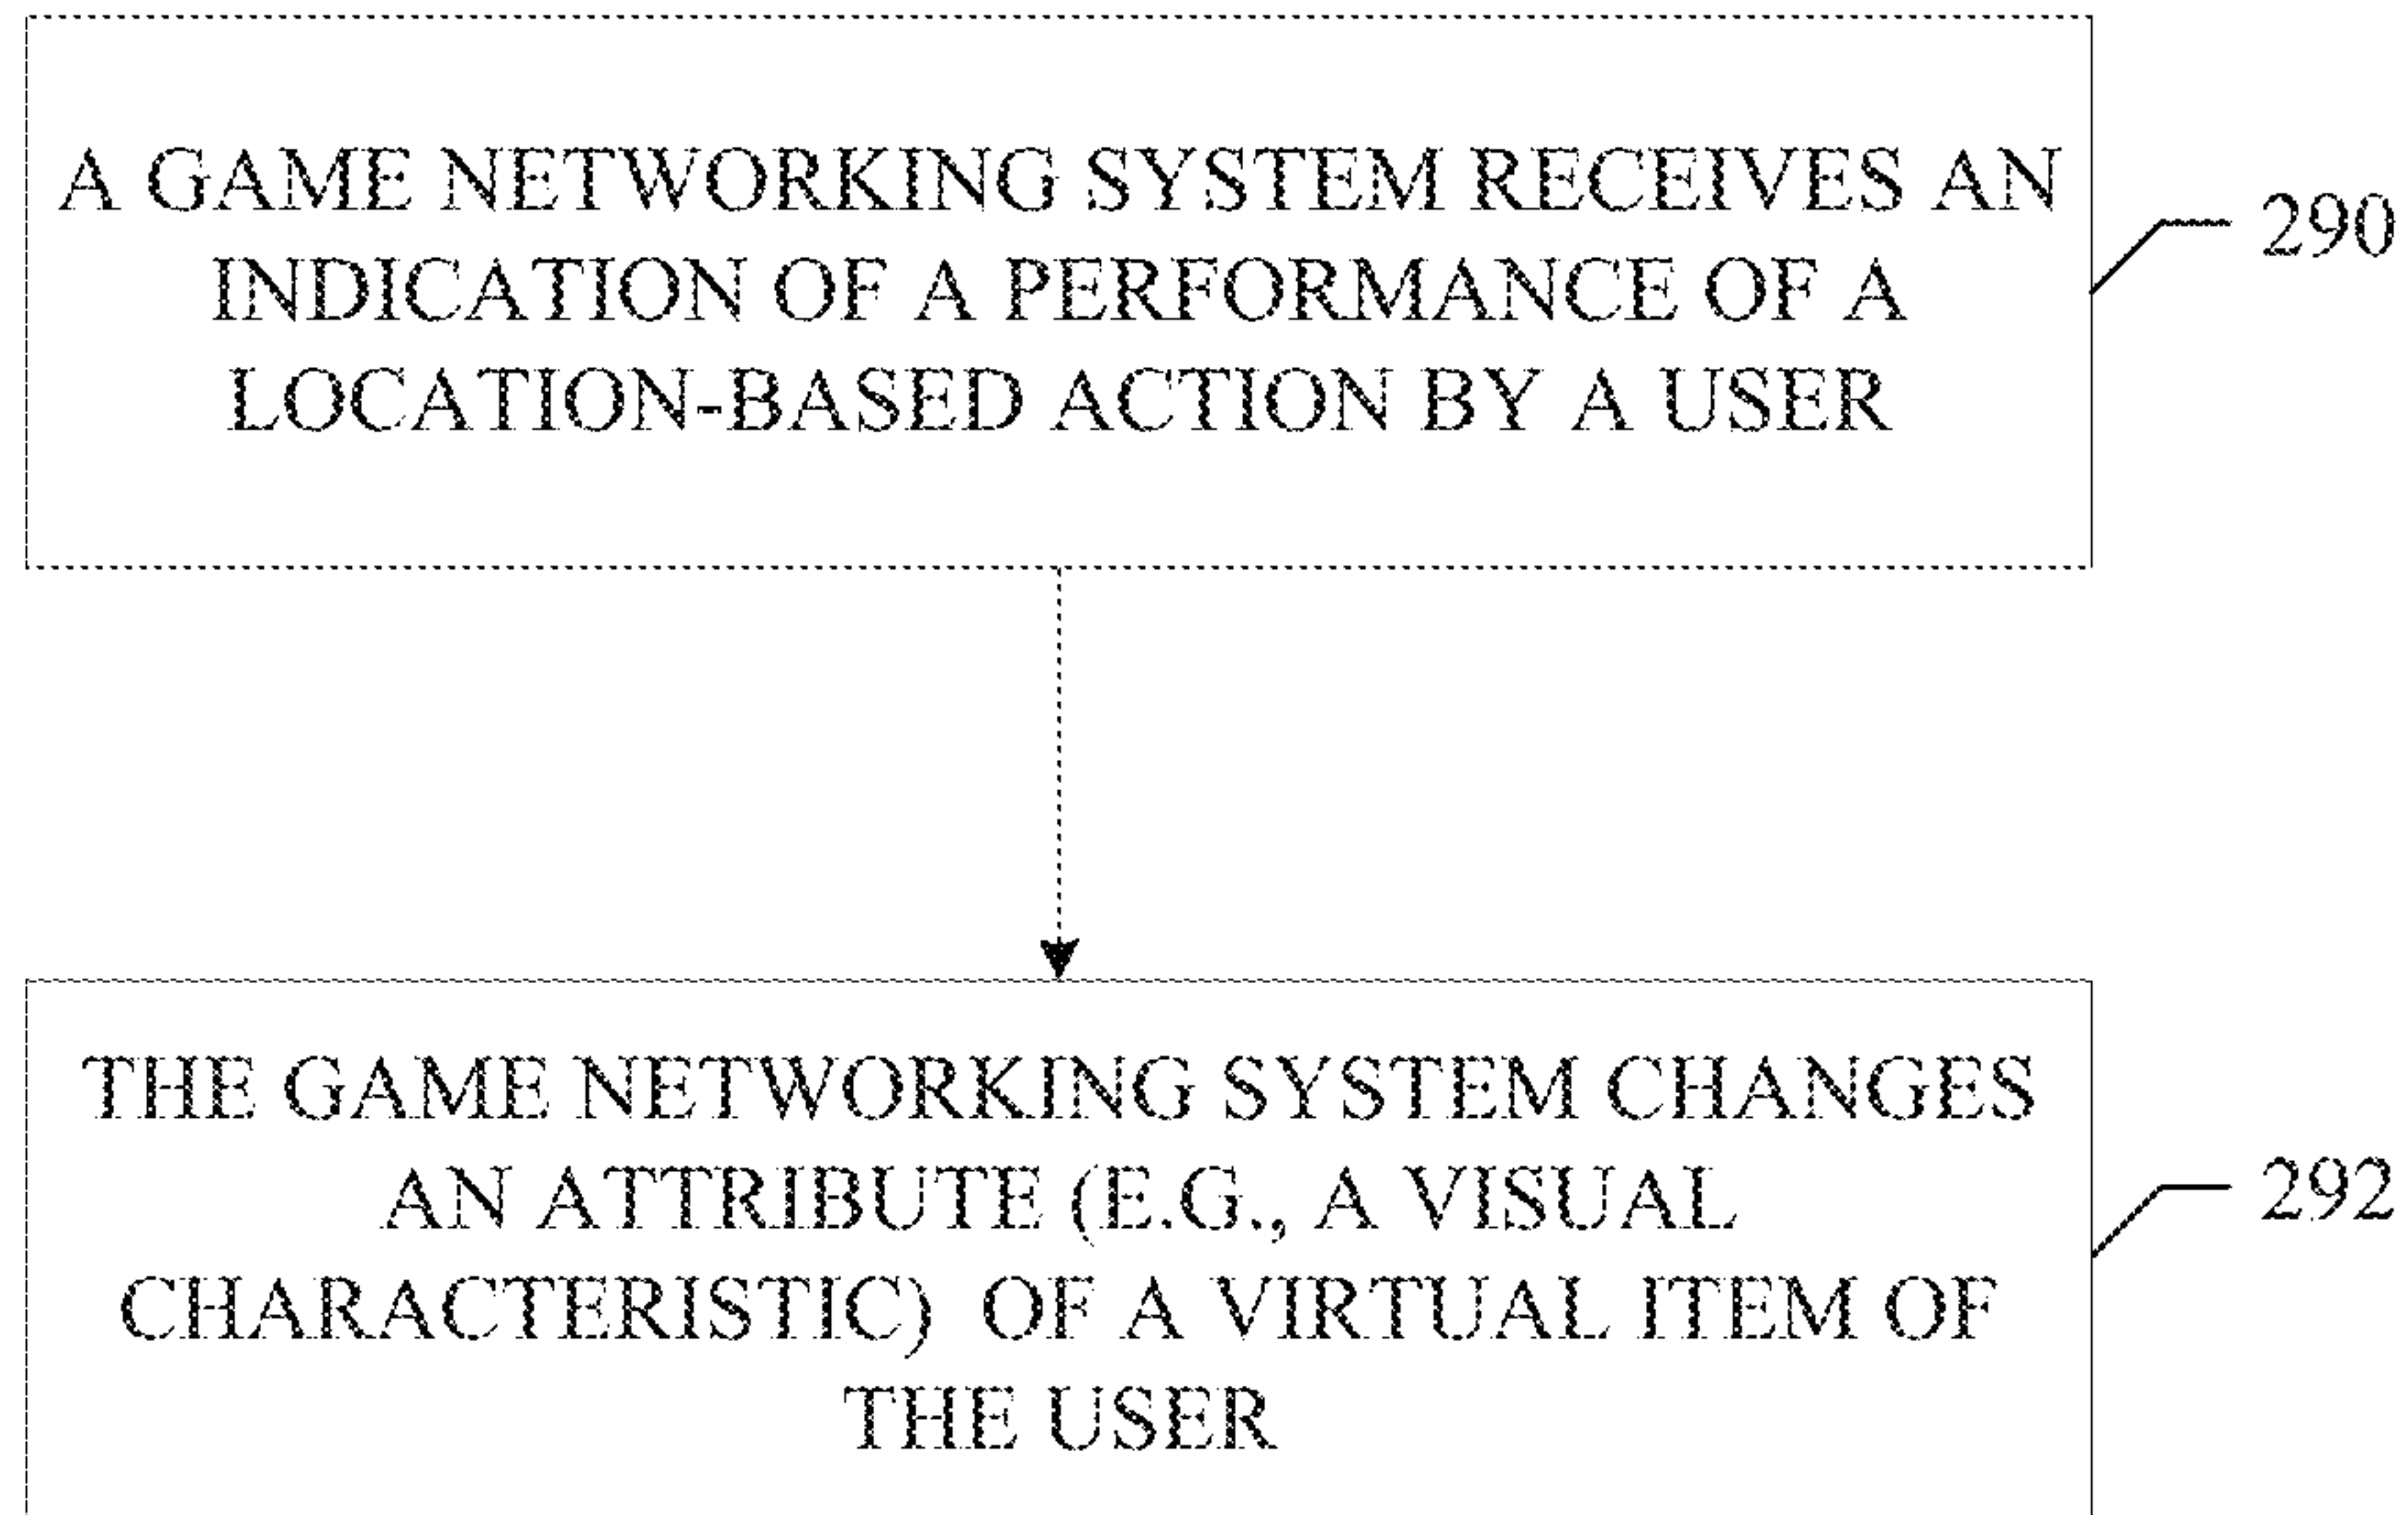 A GAME NETWORKING SYSTEM RECEIVES AN
INDICATION OF A PERFORMANCE OF A
LOCATION-BASED ACTION BY A USER
290
THE GAME NETWORKING SYSTEM CHANGES
AN ATTRIBUTE (E.G., A VISUAL
CHARACTERISTIC) OF A VIRTUAL ITEM OF
THE USER
292